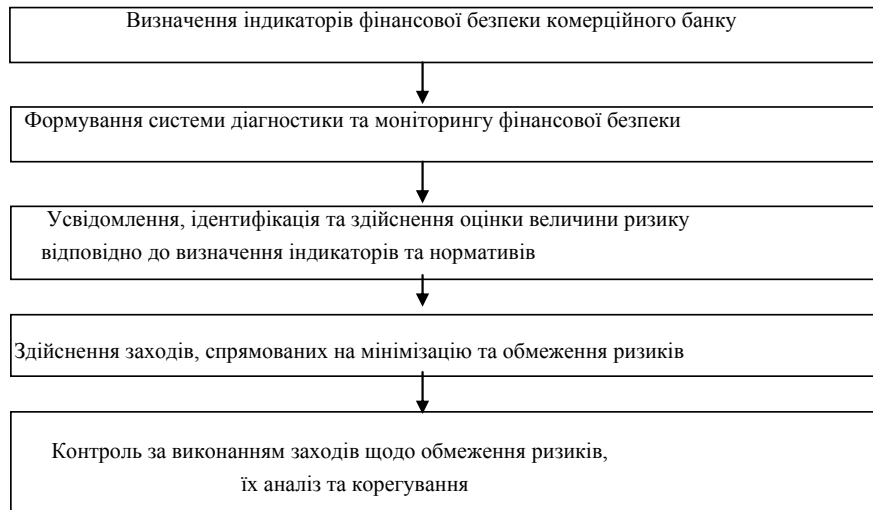 Визначення індикаторів фінансової безпеки комерційного банку
Формування системи діагностики та моніторингу фінансової безпеки
Усвідомлення, ідентифікація та здійснення оцінки величини ризику
відповідно до визначення індикаторів та нормативів
Здійснення заходів, спрямованих на мінімізацію та обмеження ризиків
Контроль за виконанням заходів щодо обмеження ризиків,
їх аналіз та корегування